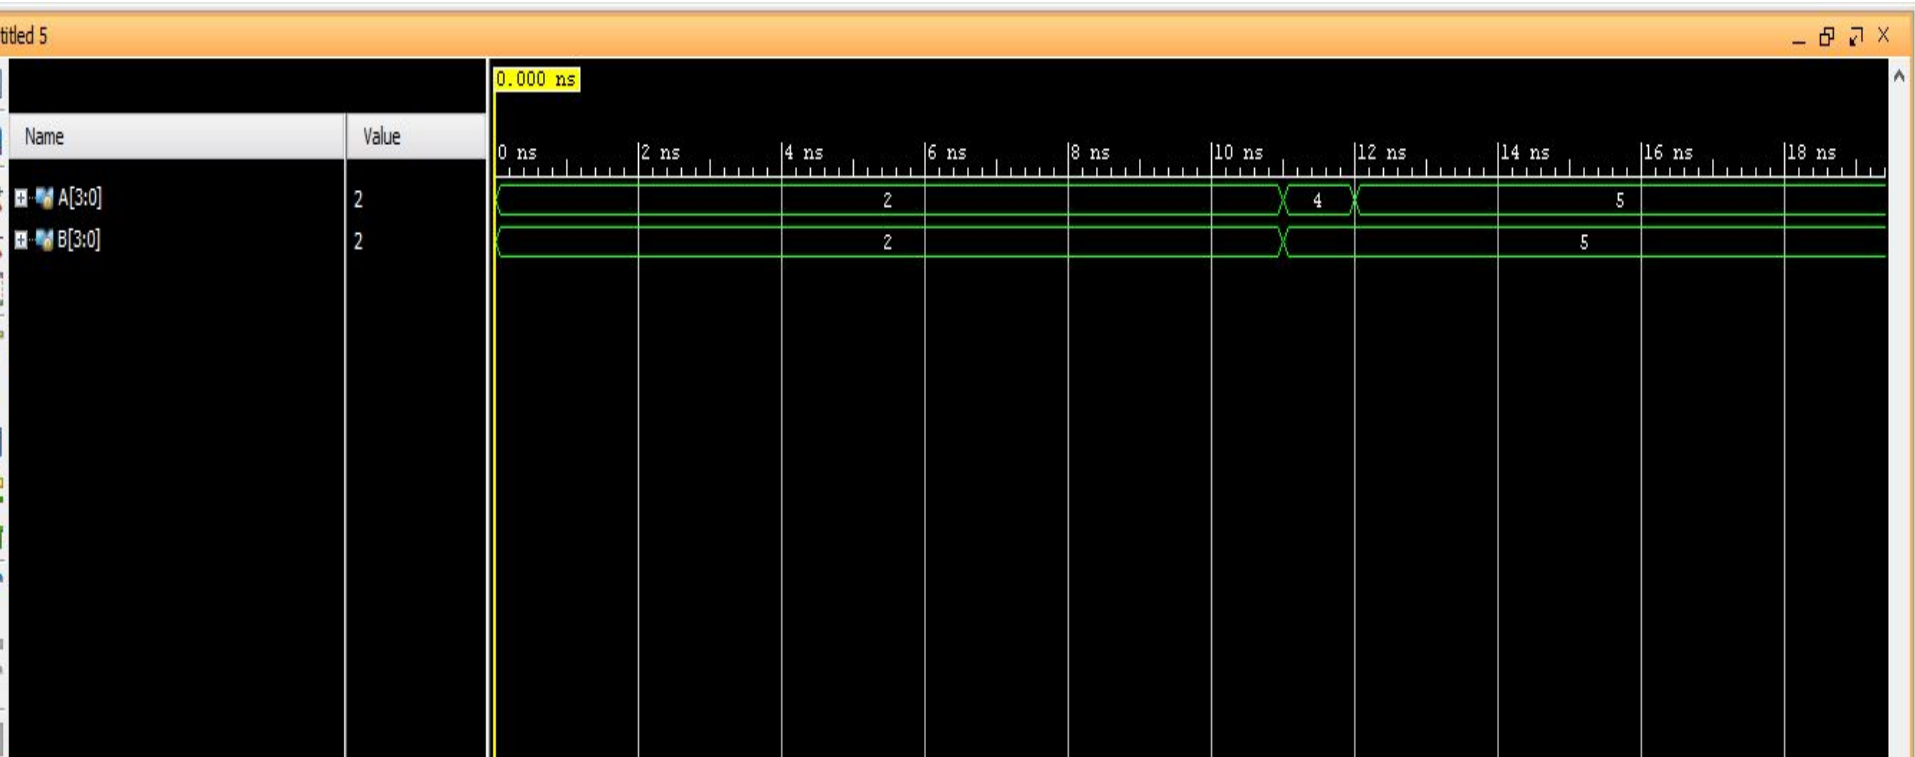 titled 5
0.000 ns
Name Value
0 ns 2 ns 4 ns 6 ns 8 ns 10 ns 12 ns 14 ns 16 ns 18 ns
A[3:0] 2 2 4 5
B[3:0] 2 2 5